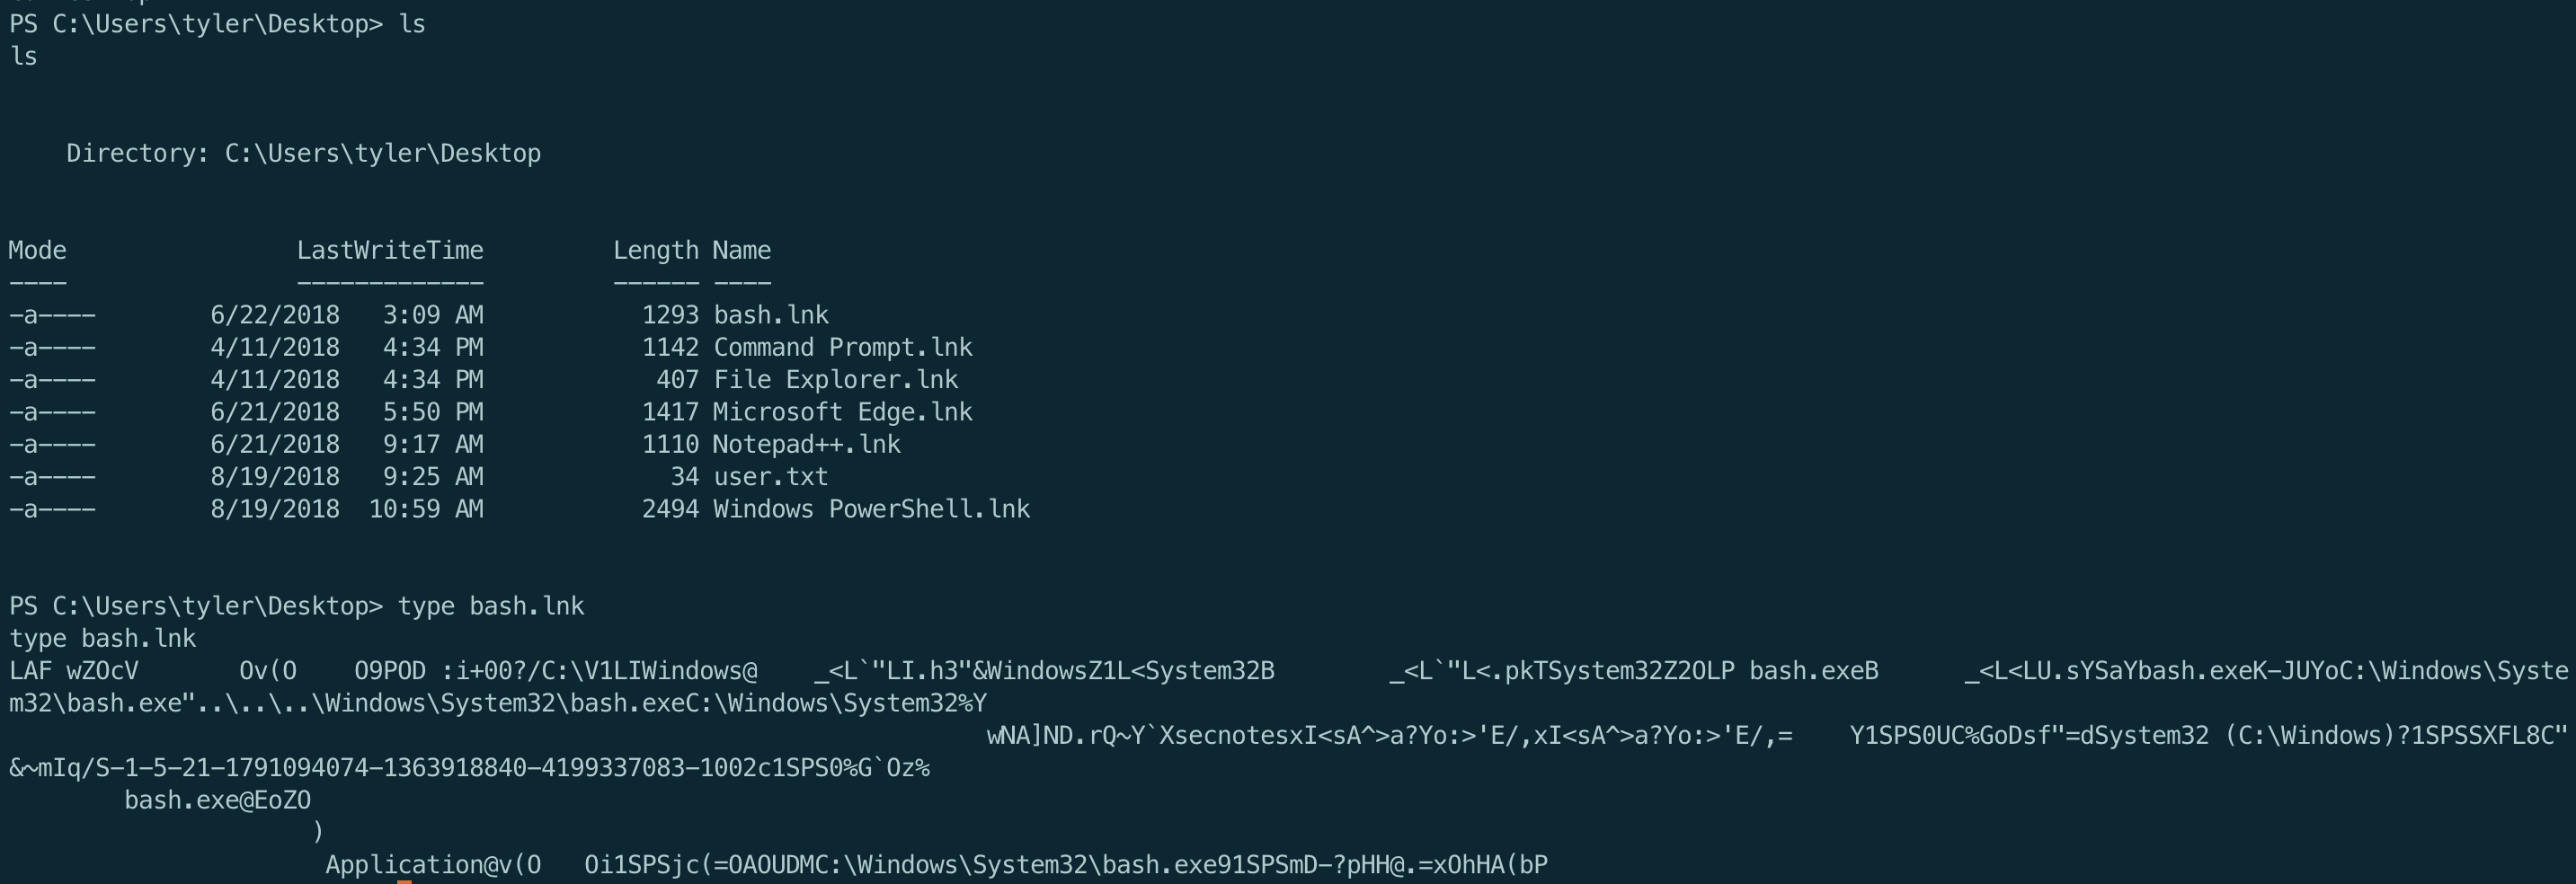 PS C:\Users\tyler\Desktop> ls
ls
Directory: C:\Users\tyler\Desktop
Mode                LastWriteTime         Length Name
----                -------------         ------ ----
-a----        6/22/2018   3:09 AM           1293 bash.lnk
-a----        4/11/2018   4:34 PM           1142 Command Prompt.lnk
-a----        4/11/2018   4:34 PM            407 File Explorer.lnk
-a----        6/21/2018   5:50 PM           1417 Microsoft Edge.lnk
-a----        6/21/2018   9:17 AM           1110 Notepad++.lnk
-a----        8/19/2018   9:25 AM             34 user.txt
-a----        8/19/2018  10:59 AM           2494 Windows PowerShell.lnk
PS C:\Users\tyler\Desktop> type bash.lnk
type bash.lnk
LAF wZOcV       Ov(O    O9POD :i+00?/C:\V1LIWindows@    _<L`"LI.h3"&WindowsZ1L<System32B        _<L`"L<.pkTSystem32Z2OLP bash.exeB      _<L<LU.sYSaYbash.exeK-JUYoC:\Windows\Syste
m32\bash.exe"..\..\..\Windows\System32\bash.exeC:\Windows\System32%Y
wNA]ND.rQ~Y`XsecnotesxI<sA^>a?Yo:>'E/,xI<sA^>a?Yo:>'E/,=    Y1SPS0UC%GoDsf"=dSystem32 (C:\Windows)?1SPSSXFL8C"
&~mIq/S-1-5-21-1791094074-1363918840-4199337083-1002c1SPS0%G`Oz%
bash.exe@EoZO
)
Application@v(O   Oi1SPSjc(=OAOUDMC:\Windows\System32\bash.exe91SPSmD-?pHH@.=xOhHA(bP